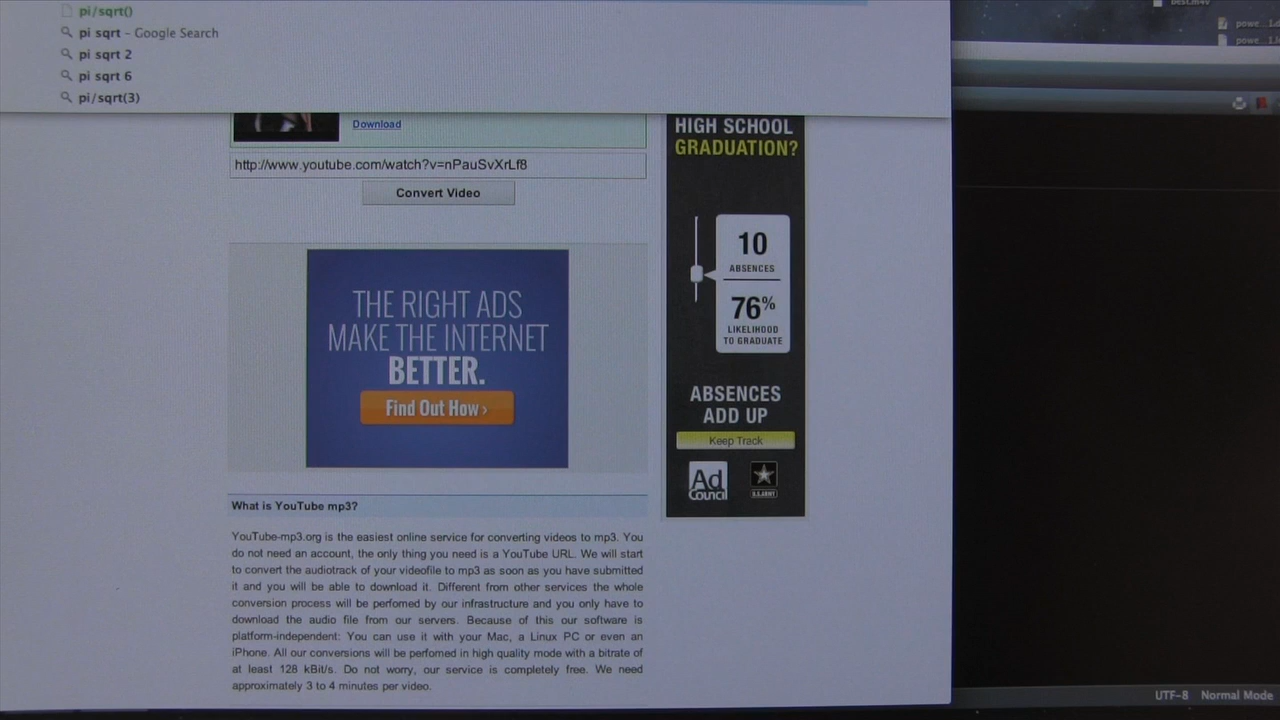 pi/sqrt()
pi sqrt – Google Search
pi sqrt 2
pi sqrt 6
pi/sqrt(3)
best.m4v
powe...1.
powe...1.
Download
http://www.youtube.com/watch?v=nPauSvXrLf8
Convert Video
HIGH SCHOOL
GRADUATION?
10
ABSENCES
76%
LIKELIHOOD
TO GRADUATE
ABSENCES
ADD UP
Keep Track
Ad
Council
U.S.ARMY
THE RIGHT ADS
MAKE THE INTERNET
BETTER.
Find Out How ›
What is YouTube mp3?
YouTube-mp3.org is the easiest online service for converting videos to mp3. You
do not need an account, the only thing you need is a YouTube URL. We will start
to convert the audiotrack of your videofile to mp3 as soon as you have submitted
it and you will be able to download it. Different from other services the whole
conversion process will be perfomed by our infrastructure and you only have to
download the audio file from our servers. Because of this our software is
platform-independent: You can use it with your Mac, a Linux PC or even an
iPhone. All our conversions will be perfomed in high quality mode with a bitrate of
at least 128 kBit/s. Do not worry, our service is completely free. We need
approximately 3 to 4 minutes per video.
UTF-8 Normal Mode